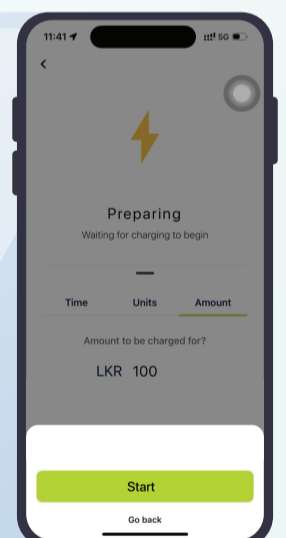 11:41 5G
Preparing
Waiting for charging to begin
Time Units Amount
Amount to be charged for?
LKR 100
Start
Go back